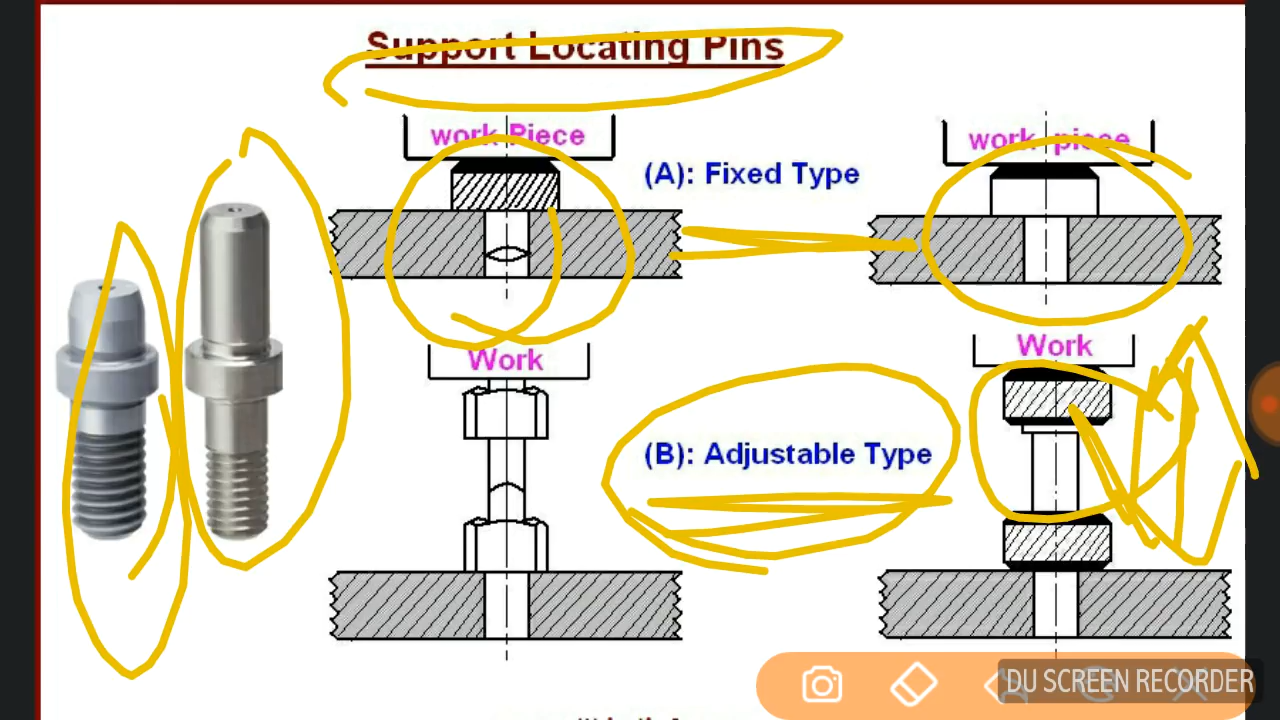 Support Locating Pins
work Piece
(A): Fixed Type
work piece
Work
Work
(B): Adjustable Type
DU SCREEN RECORDER